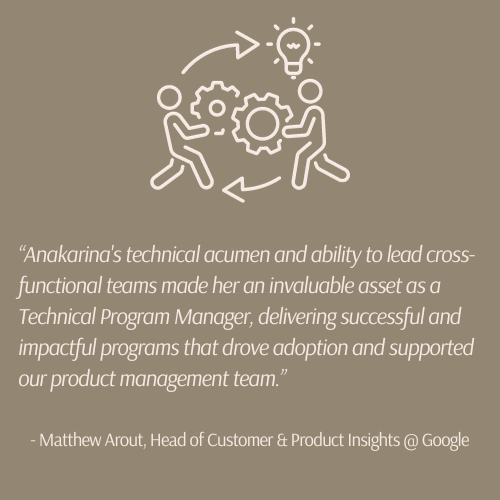 “Anakarina's technical acumen and ability to lead cross-
functional teams made her an invaluable asset as a
Technical Program Manager, delivering successful and
impactful programs that drove adoption and supported
our product management team.”
- Matthew Arout, Head of Customer & Product Insights @ Google